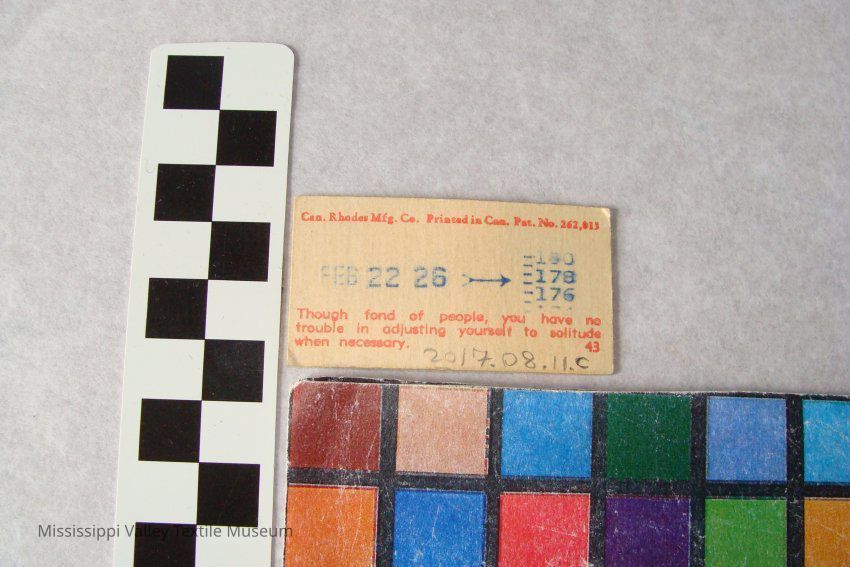 Can. Rhodes Mfg. Co. Printed in Can. Pat. No. 262,013
-180
FEB 22 26 -178
-176
Though fond of people, you have no
trouble in adjusting yourself to solitude
when necessary. 43
2017.08.11.c
Mississippi Valley Textile Museum